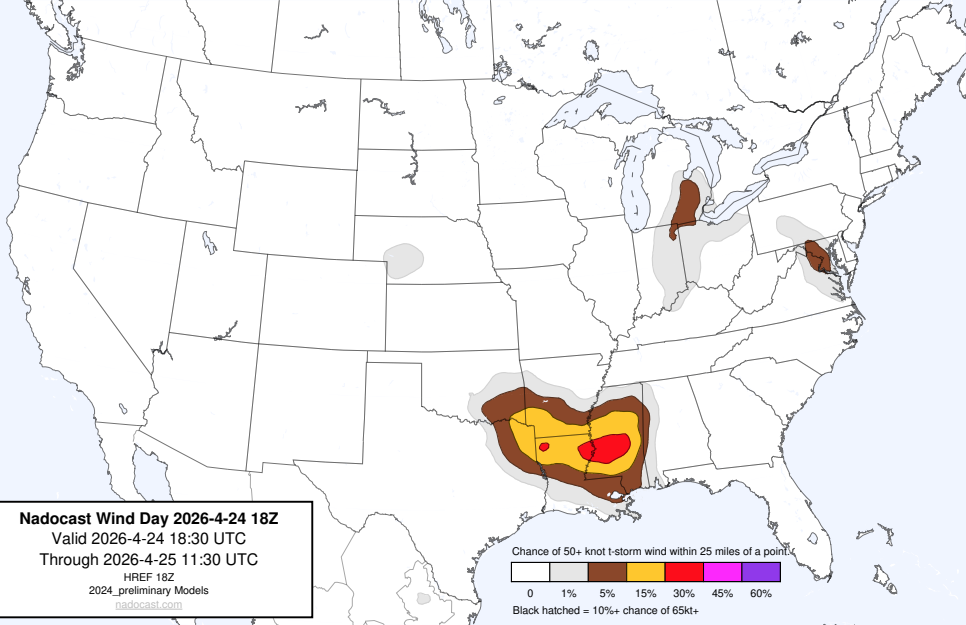 Nadocast Wind Day 2026-4-24 18Z
Valid 2026-4-24 18:30 UTC
Through 2026-4-25 11:30 UTC
HREF 18Z
2024_preliminary Models
nadocast.com
Chance of 50+ knot t-storm wind within 25 miles of a point.
0 1% 5% 15% 30% 45% 60%
Black hatched = 10%+ chance of 65kt+